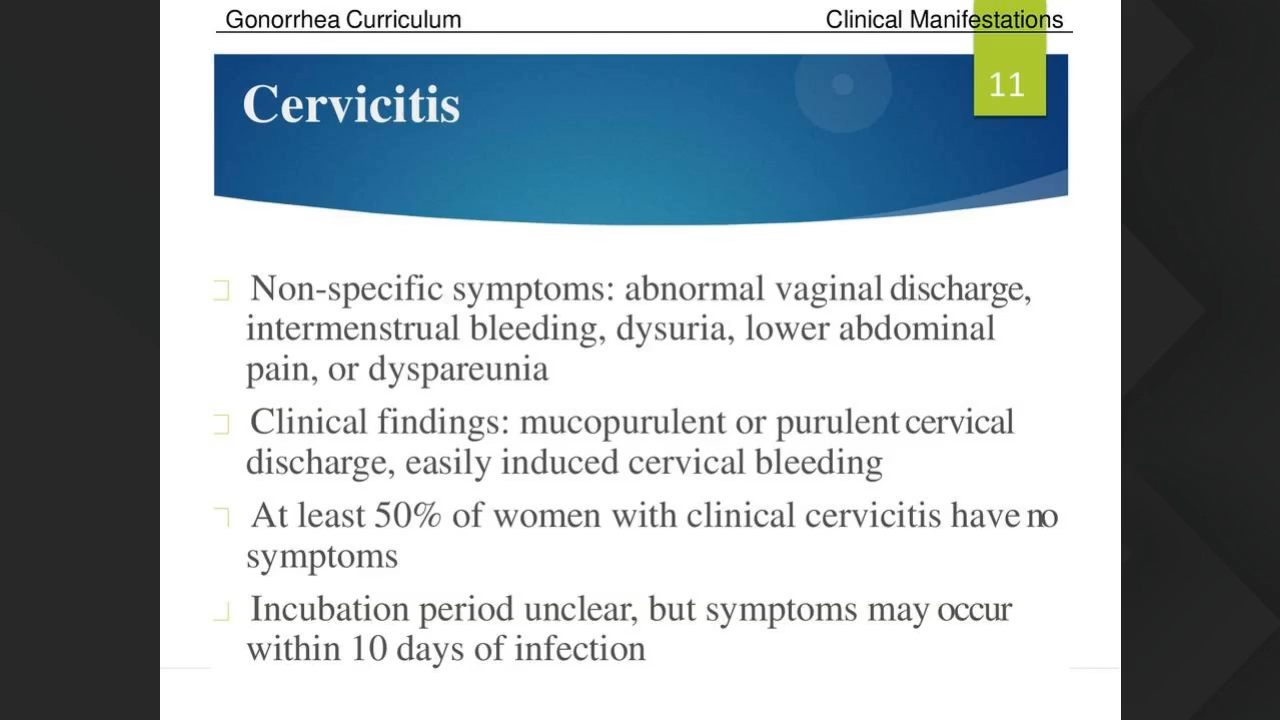 Gonorrhea Curriculum
Clinical Manifestations
11
Cervicitis
Non-specific symptoms: abnormal vaginal discharge,
intermenstrual bleeding, dysuria, lower abdominal
pain, or dyspareunia
Clinical findings: mucopurulent or purulent cervical
discharge, easily induced cervical bleeding
At least 50% of women with clinical cervicitis have no
symptoms
Incubation period unclear, but symptoms may occur
within 10 days of infection